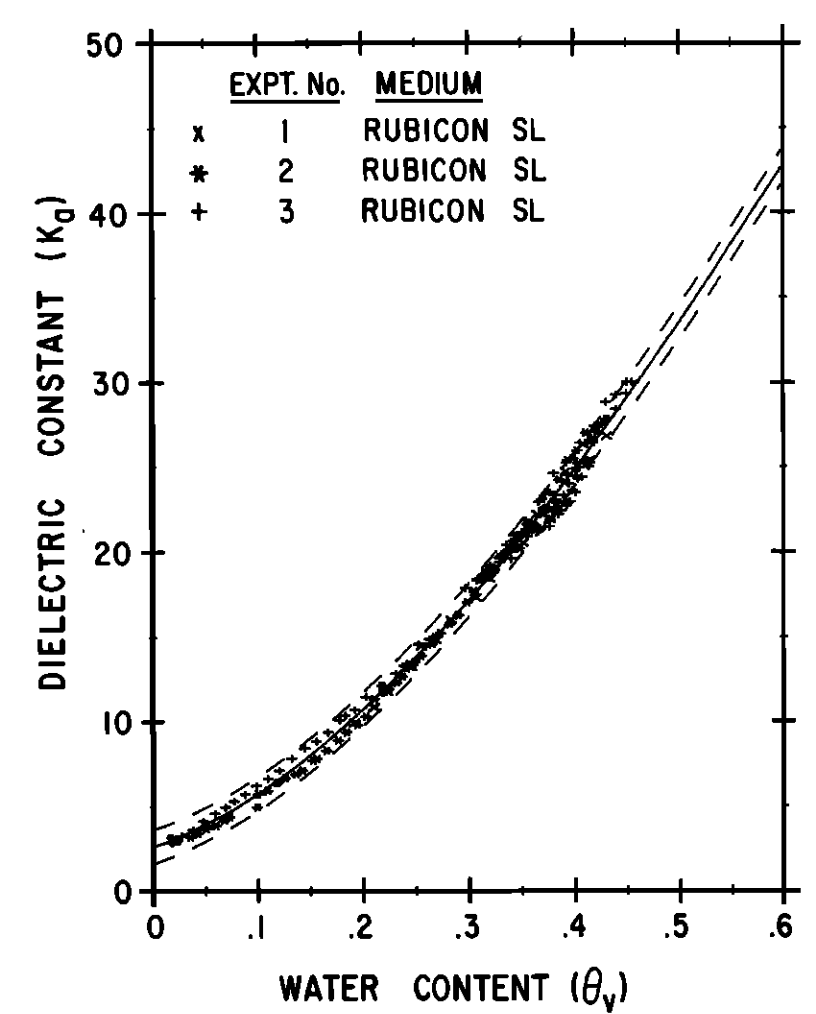 50
EXPT. No. MEDIUM
x 1 RUBICON SL
* 2 RUBICON SL
+ 3 RUBICON SL
40
30
20
10
0
DIELECTRIC CONSTANT (Ka)
0 .1 .2 .3 .4 .5 .6
WATER CONTENT (θv)